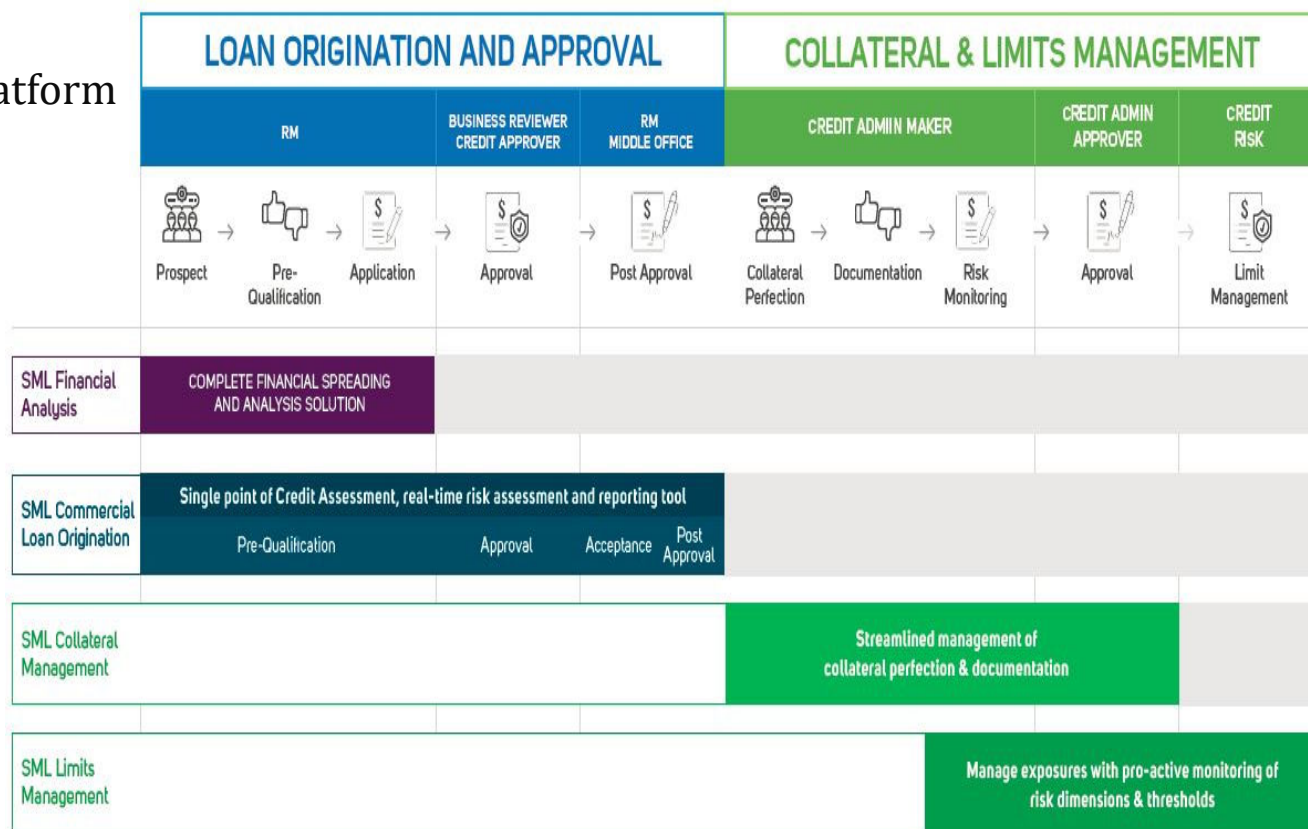 LOAN ORIGINATION AND APPROVAL
COLLATERAL & LIMITS MANAGEMENT
atform
RM
BUSINESS REVIEWER
CREDIT APPROVER
RM
MIDDLE OFFICE
CREDIT ADMIIN MAKER
CREDIT ADMIN
APPROVER
CREDIT
RISK
Prospect
Pre-
Qualification
Application
Approval
Post Approval
Collateral
Perfection
Documentation
Risk
Monitoring
Approval
Limit
Management
SML Financial
Analysis
COMPLETE FINANCIAL SPREADING
AND ANALYSIS SOLUTION
SML Commercial
Loan Origination
Single point of Credit Assessment, real-time risk assessment and reporting tool
Pre-Qualification
Approval
Acceptance
Post
Approval
SML Collateral
Management
Streamlined management of
collateral perfection & documentation
SML Limits
Management
Manage exposures with pro-active monitoring of
risk dimensions & thresholds